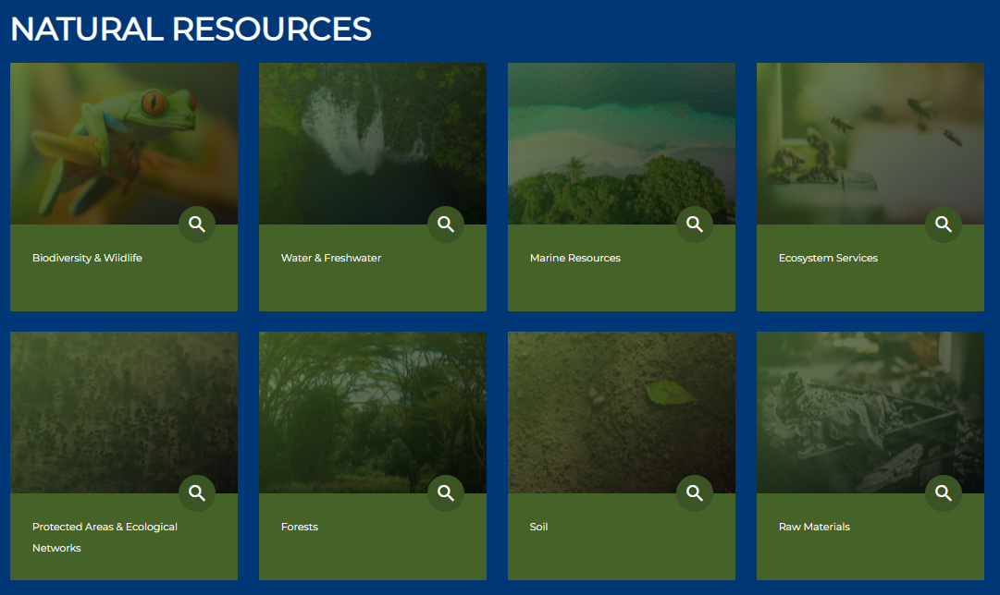 NATURAL RESOURCES
Biodiversity & Wildlife
Water & Freshwater
Marine Resources
Ecosystem Services
Protected Areas & Ecological
Networks
Forests
Soil
Raw Materials